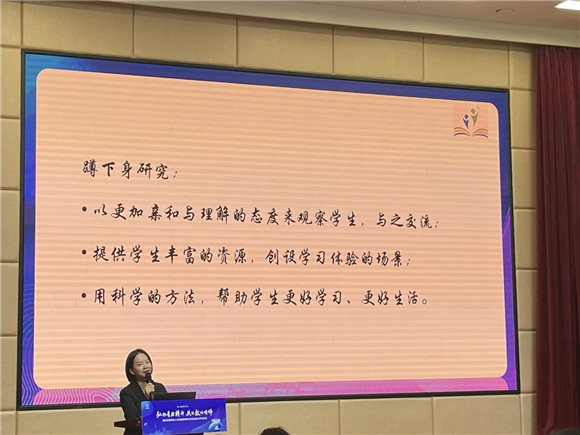 蹲下身研究：
•以更加亲和与理解的态度来观察学生，与之交流；
•提供学生丰富的资源，创设学习体验的场景；
•用科学的方法，帮助学生更好学习、更好生活。